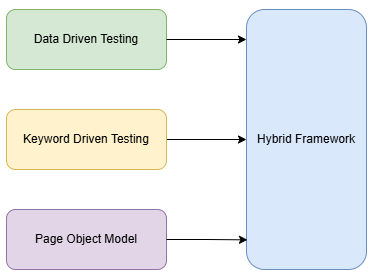 Data Driven Testing
Keyword Driven Testing
Hybrid Framework
Page Object Model